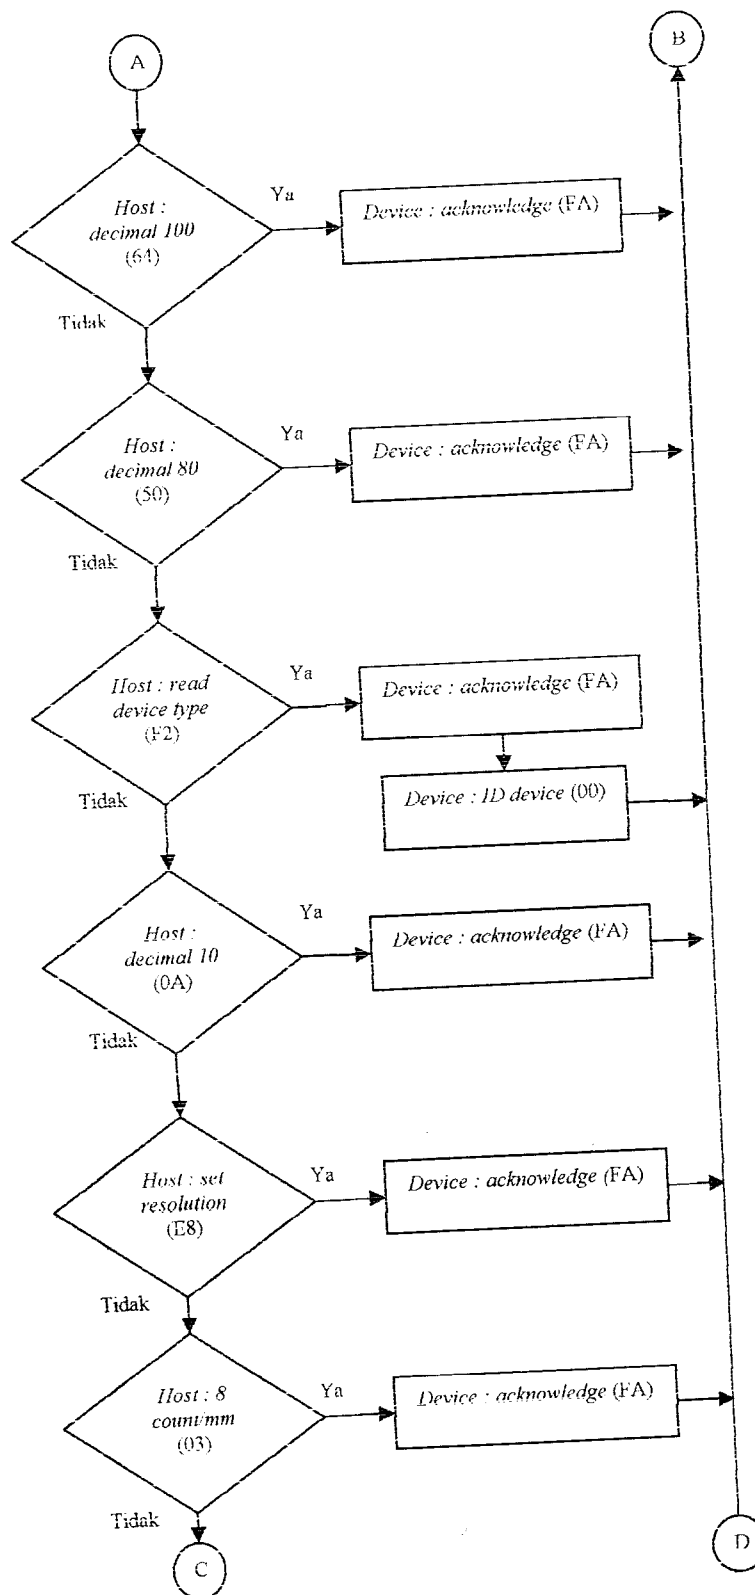 A
B
Host :
decimal 100
(64)
Ya
Device : acknowledge (FA)
Tidak
Host :
decimal 80
(50)
Ya
Device : acknowledge (FA)
Tidak
Host : read
device type
(F2)
Ya
Device : acknowledge (FA)
Device : ID device (00)
Tidak
Host :
decimal 10
(0A)
Ya
Device : acknowledge (FA)
Tidak
Host : set
resolution
(E8)
Ya
Device : acknowledge (FA)
Tidak
Host : 8
count/mm
(03)
Ya
Device : acknowledge (FA)
Tidak
C
D